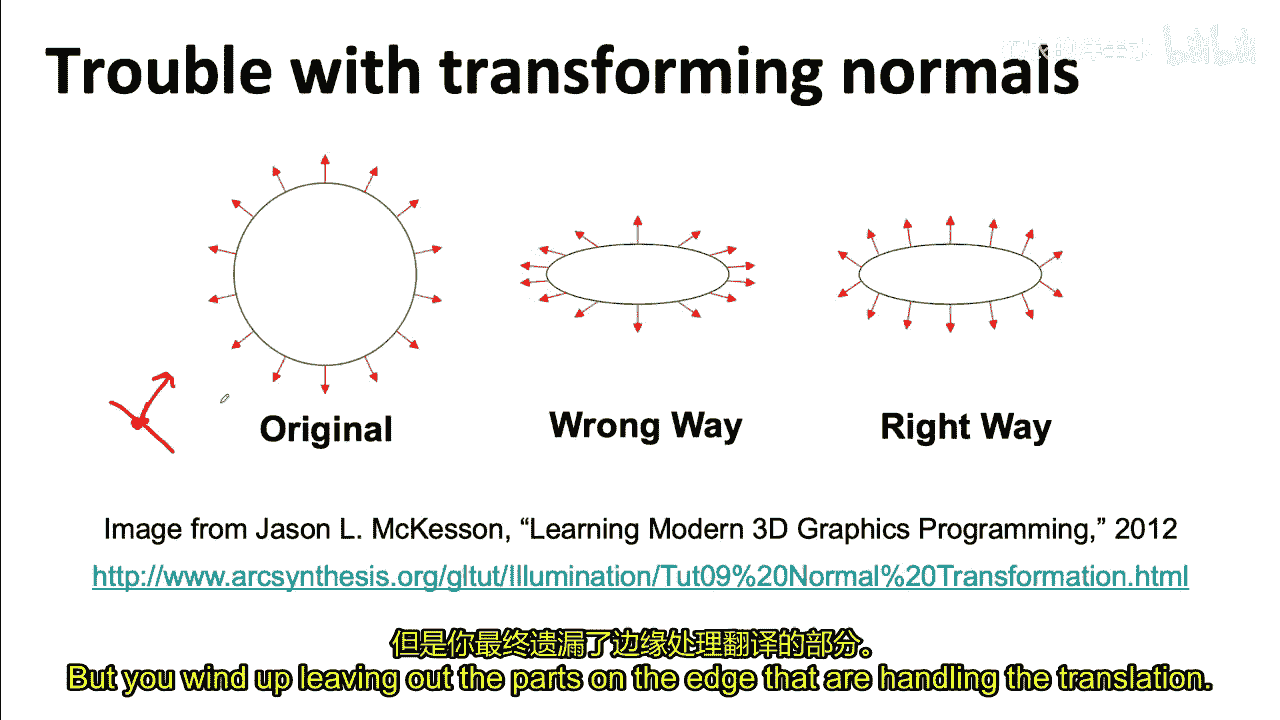 Trouble with transforming normals
Original
Wrong Way
Right Way
Image from Jason L. McKesson, “Learning Modern 3D Graphics Programming,” 2012
http://www.arcsynthesis.org/gltut/Illumination/Tut09%20Normal%20Transformation.html
但是你最终遗漏了边缘处理翻译的部分。
But you wind up leaving out the parts on the edge that are handling the translation.